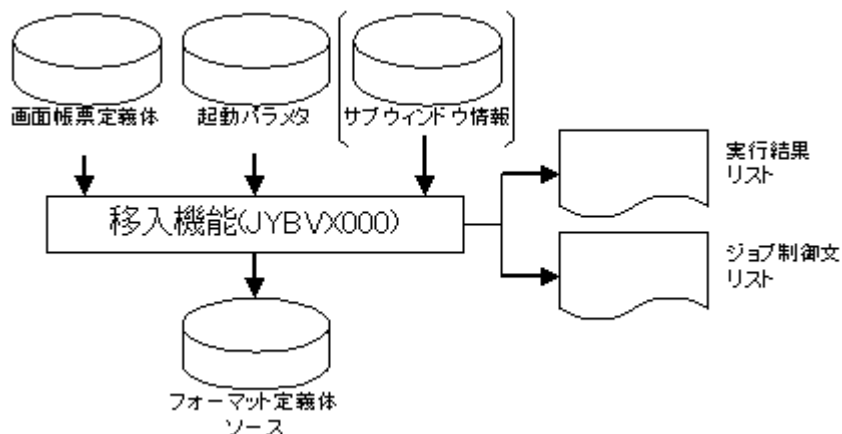 画面帳票定義体
起動パラメタ
サブウィンドウ情報
実行結果
リスト
移入機能(JYBVX000)
ジョブ制御文
リスト
フォーマット定義体
ソース